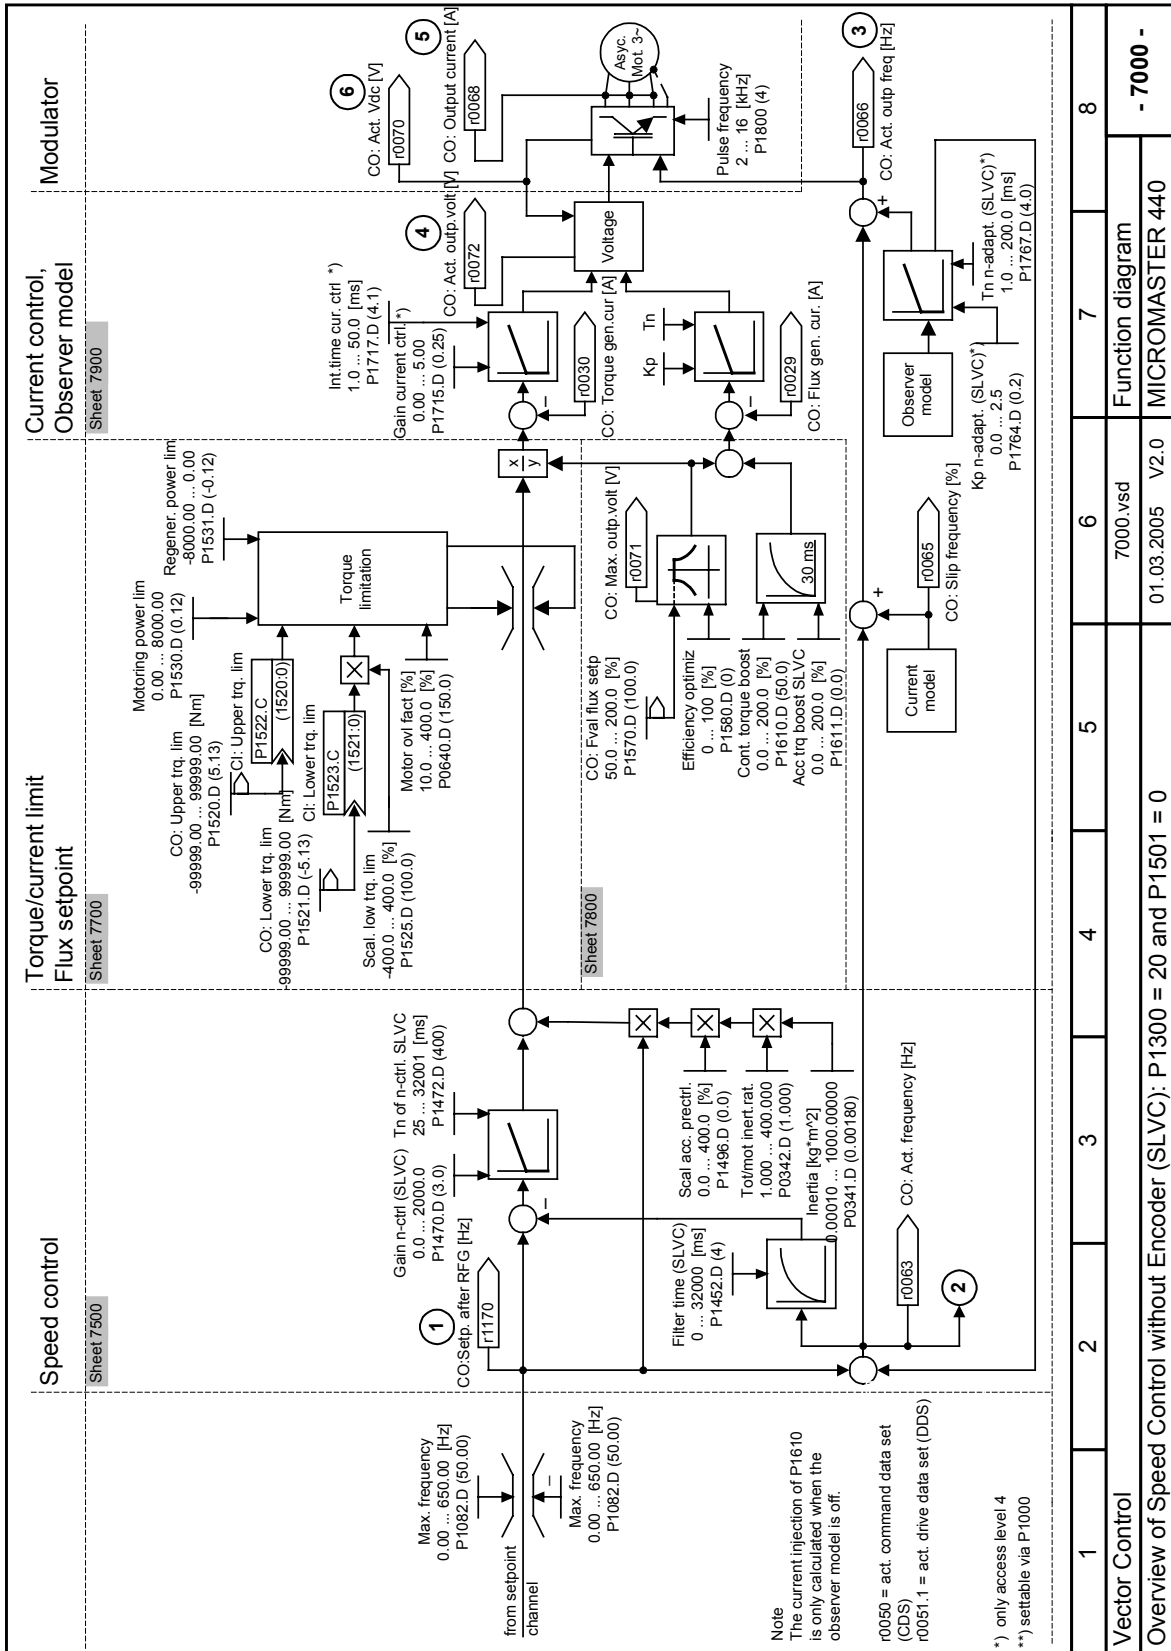 Speed control
Sheet 7500
Torque/current limit
Flux setpoint
Sheet 7700
Current control,
Observer model
Sheet 7900
Modulator
Max. frequency
0.00 ... 650.00 [Hz]
P1082.D (50.00)
from setpoint
channel
–
Max. frequency
0.00 ... 650.00 [Hz]
P1082.D (50.00)
1
CO:Setp. after RFG [Hz]
r1170
Gain n-ctrl (SLVC)
0.0 ... 2000.0
P1470.D (3.0)
Tn of n-ctrl. SLVC
25 ... 32001 [ms]
P1472.D (400)
–
Filter time (SLVC)
0 ... 32000 [ms]
P1452.D (4)
Scal acc. prectrl.
0.0 ... 400.0 [%]
P1496.D (0.0)
Tot/mot inert.rat.
1.000 ... 400.000
P0342.D (1.000)
Inertia [kg*m^2]
0.00010 ... 1000.00000
P0341.D (0.00180)
r0063
CO: Act. frequency [Hz]
2
Motoring power lim
0.00 ... 8000.00
P1530.D (0.12)
Regener. power lim
-8000.00 ... 0.00
P1531.D (-0.12)
CO: Upper trq. lim
-99999.00 ... 99999.00 [Nm]
P1520.D (5.13)
CI: Upper trq. lim
P1522.C
(1520:0)
CO: Lower trq. lim
-99999.00 ... 99999.00 [Nm]
P1521.D (-5.13)
CI: Lower trq. lim
P1523.C
(1521:0)
Scal. low trq. lim
-400.0 ... 400.0 [%]
P1525.D (100.0)
Motor ovl fact [%]
10.0 ... 400.0 [%]
P0640.D (150.0)
Torque
limitation
Sheet 7800
CO: Fval flux setp
50.0 ... 200.0 [%]
P1570.D (100.0)
CO: Max. outp.volt [V]
r0071
Efficiency optimiz
0 ... 100 [%]
P1580.D (0)
Cont. torque boost
0.0 ... 200.0 [%]
P1610.D (50.0)
Acc trq boost SLVC
0.0 ... 200.0 [%]
P1611.D (0.0)
30 ms
x
y
Int.time cur. ctrl *)
1.0 ... 50.0 [ms]
P1717.D (4.1)
Gain current ctrl. *)
0.00 ... 5.00
P1715.D (0.25)
–
r0030
CO: Torque gen.cur [A]
Kp
Tn
–
r0029
CO: Flux gen. cur. [A]
4
CO: Act. outp.volt [V]
r0072
Voltage
6
CO: Act. Vdc [V]
r0070
5
CO: Output current [A]
r0068
Asyc.
Mot. 3~
Pulse frequency
2 ... 16 [kHz]
P1800 (4)
3
CO: Act. outp freq [Hz]
r0066
Current
model
r0065
CO: Slip frequency [%]
+
+
Observer
model
Kp n-adapt. (SLVC)*)
0.0 ... 2.5
P1764.D (0.2)
Tn n-adapt. (SLVC)*)
1.0 ... 200.0 [ms]
P1767.D (4.0)
Note
The current injection of P1610
is only calculated when the
observer model is off.
r0050 = act. command data set
(CDS)
r0051.1 = act. drive data set (DDS)
*) only access level 4
**) settable via P1000
1 2 3 4 5 6 7 8
Vector Control
7000.vsd
Function diagram
- 7000 -
Overview of Speed Control without Encoder (SLVC): P1300 = 20 and P1501 = 0
01.03.2005 V2.0
MICROMASTER 440